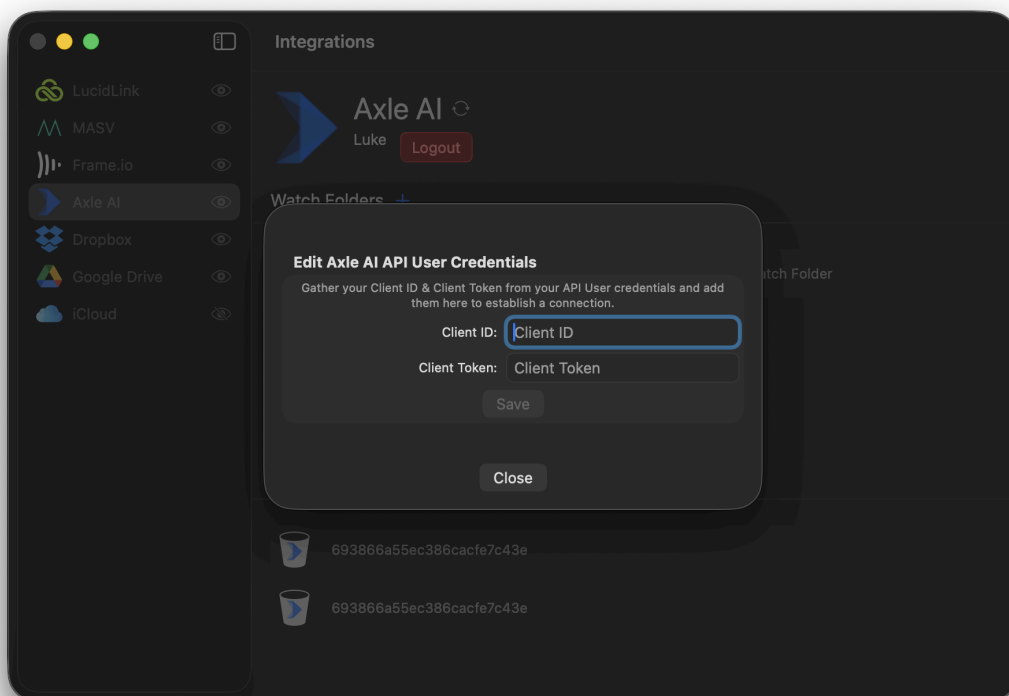 Integrations
LucidLink
MASV
Frame.io
Axle AI
Dropbox
Google Drive
iCloud
Axle AI
Luke
Logout
Watch Folders +
atch Folder
Edit Axle AI API User Credentials
Gather your Client ID & Client Token from your API User credentials and add
them here to establish a connection.
Client ID: Client ID
Client Token: Client Token
Save
Close
693866a55ec386cacfe7c43e
693866a55ec386cacfe7c43e